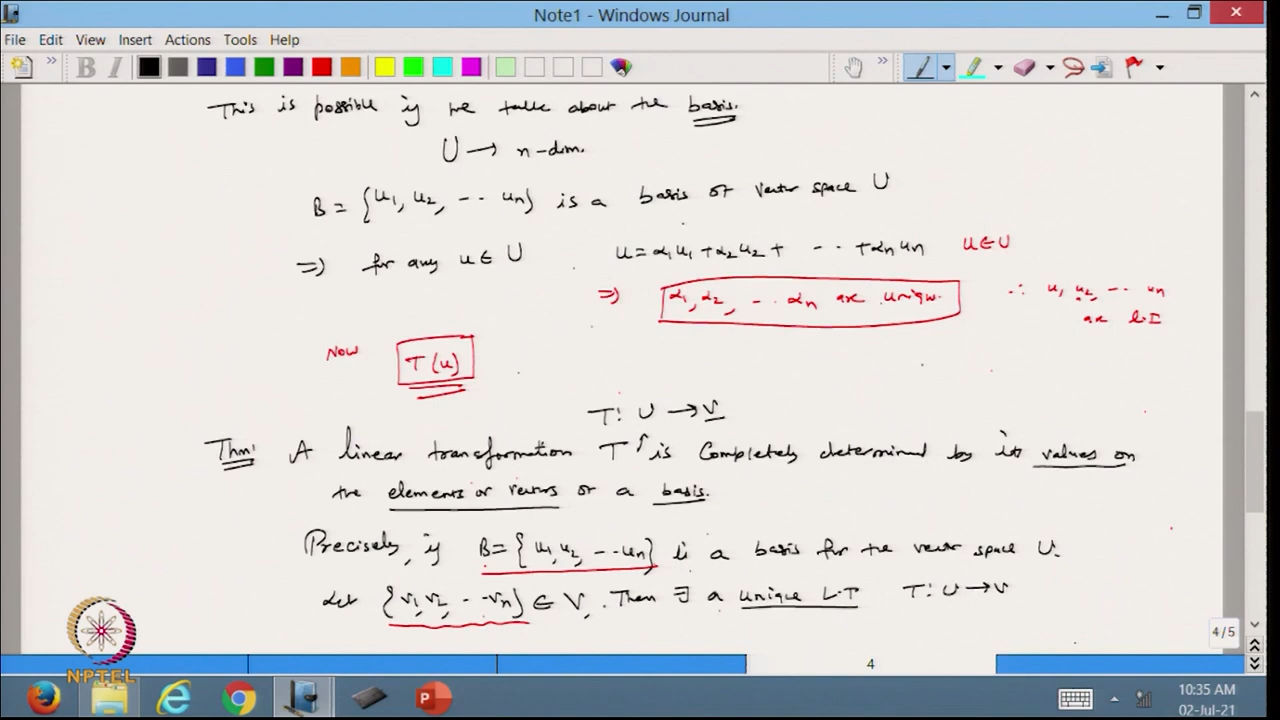 Note1 - Windows Journal
File Edit View Insert Actions Tools Help
This is possible if we talk about the basis.
U → n-dim.
B = {u1, u2, -- un} is a basis of vector space U
⇒ for any u ∈ U u = α1u1 + α2u2 + -- + αnun u ∈ U
⇒ α1, α2, -- αn are unique. ∵ u1 u2, -- un
are L.I
Now T(u)
T: U → V
Thm: A linear transformation T is completely determined by its values on
the elements or vectors of a basis.
Precisely, if B = {u1, u2, -- un} is a basis for the vector space U.
Let {v1, v2, -- vn} ∈ V. Then ∃ a unique L.T T: U → V
4/5
NPTEL
4
10:35 AM
02-Jul-21